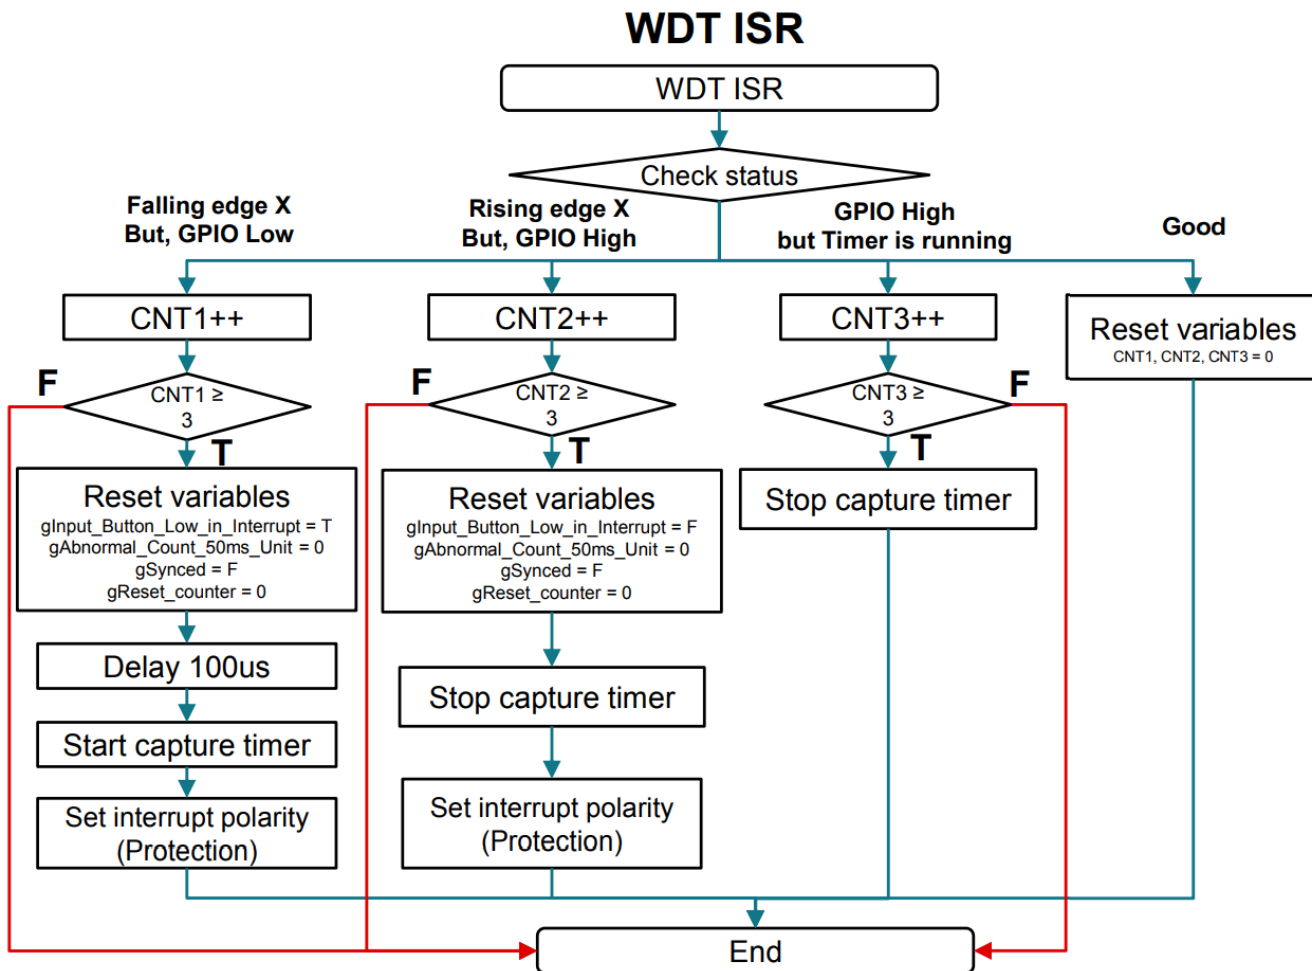 WDT ISR
WDT ISR
Check status
Falling edge X
But, GPIO Low
Rising edge X
But, GPIO High
GPIO High
but Timer is running
Good
CNT1++
CNT2++
CNT3++
Reset variables
CNT1, CNT2, CNT3 = 0
F
CNT1 ≥
3
T
F
CNT2 ≥
3
T
CNT3 ≥
3
F
T
Reset variables
gInput_Button_Low_in_Interrupt = T
gAbnormal_Count_50ms_Unit = 0
gSynced = F
gReset_counter = 0
Reset variables
gInput_Button_Low_in_Interrupt = F
gAbnormal_Count_50ms_Unit = 0
gSynced = F
gReset_counter = 0
Stop capture timer
Delay 100us
Start capture timer
Set interrupt polarity
(Protection)
Stop capture timer
Set interrupt polarity
(Protection)
End